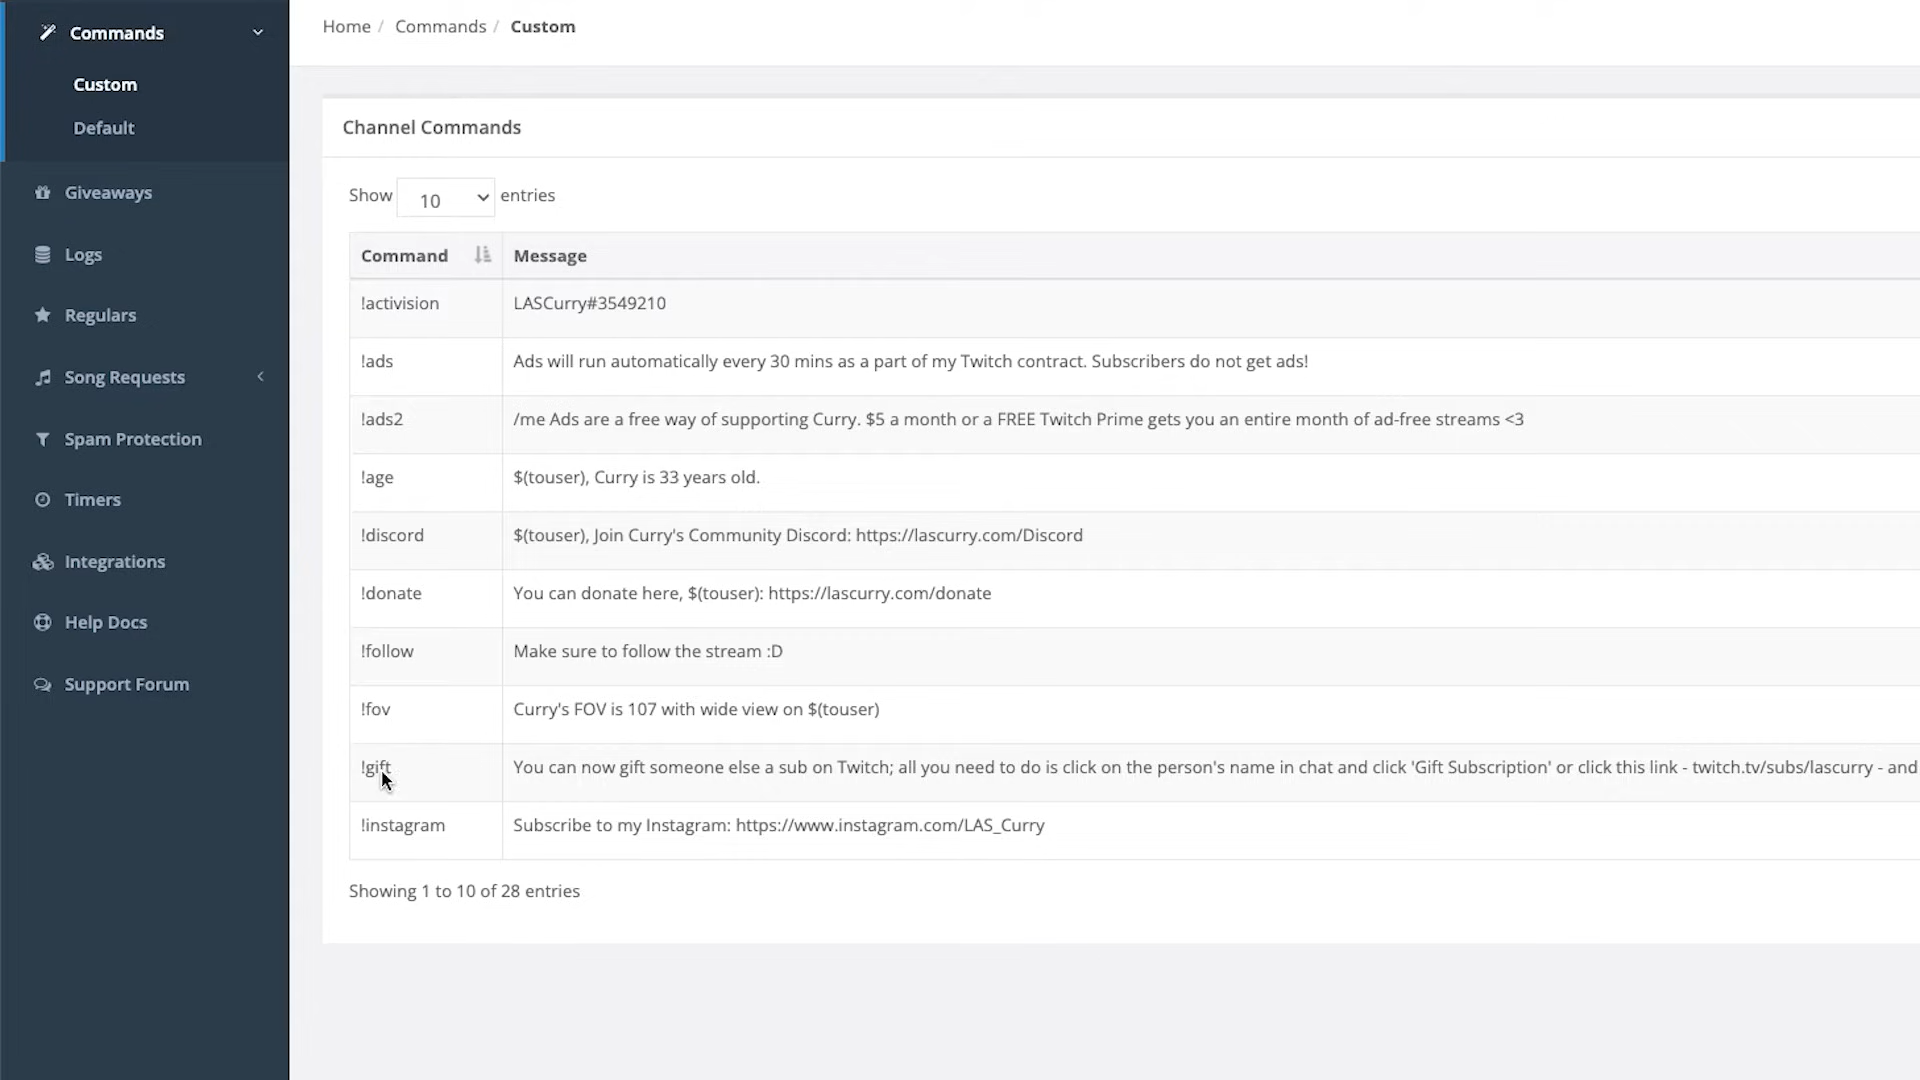 Commands
Custom
Default
Giveaways
Logs
Regulars
Song Requests
Spam Protection
Timers
Integrations
Help Docs
Support Forum
Home / Commands / Custom
Channel Commands
Show 10 entries
Command Message
!activision LASCurry#3549210
!ads Ads will run automatically every 30 mins as a part of my Twitch contract. Subscribers do not get ads!
!ads2 /me Ads are a free way of supporting Curry. $5 a month or a FREE Twitch Prime gets you an entire month of ad-free streams <3
!age $(touser), Curry is 33 years old.
!discord $(touser), Join Curry's Community Discord: https://lascurry.com/Discord
!donate You can donate here, $(touser): https://lascurry.com/donate
!follow Make sure to follow the stream :D
!fov Curry's FOV is 107 with wide view on $(touser)
!gift You can now gift someone else a sub on Twitch; all you need to do is click on the person's name in chat and click 'Gift Subscription' or click this link - twitch.tv/subs/lascurry - and
!instagram Subscribe to my Instagram: https://www.instagram.com/LAS_Curry
Showing 1 to 10 of 28 entries